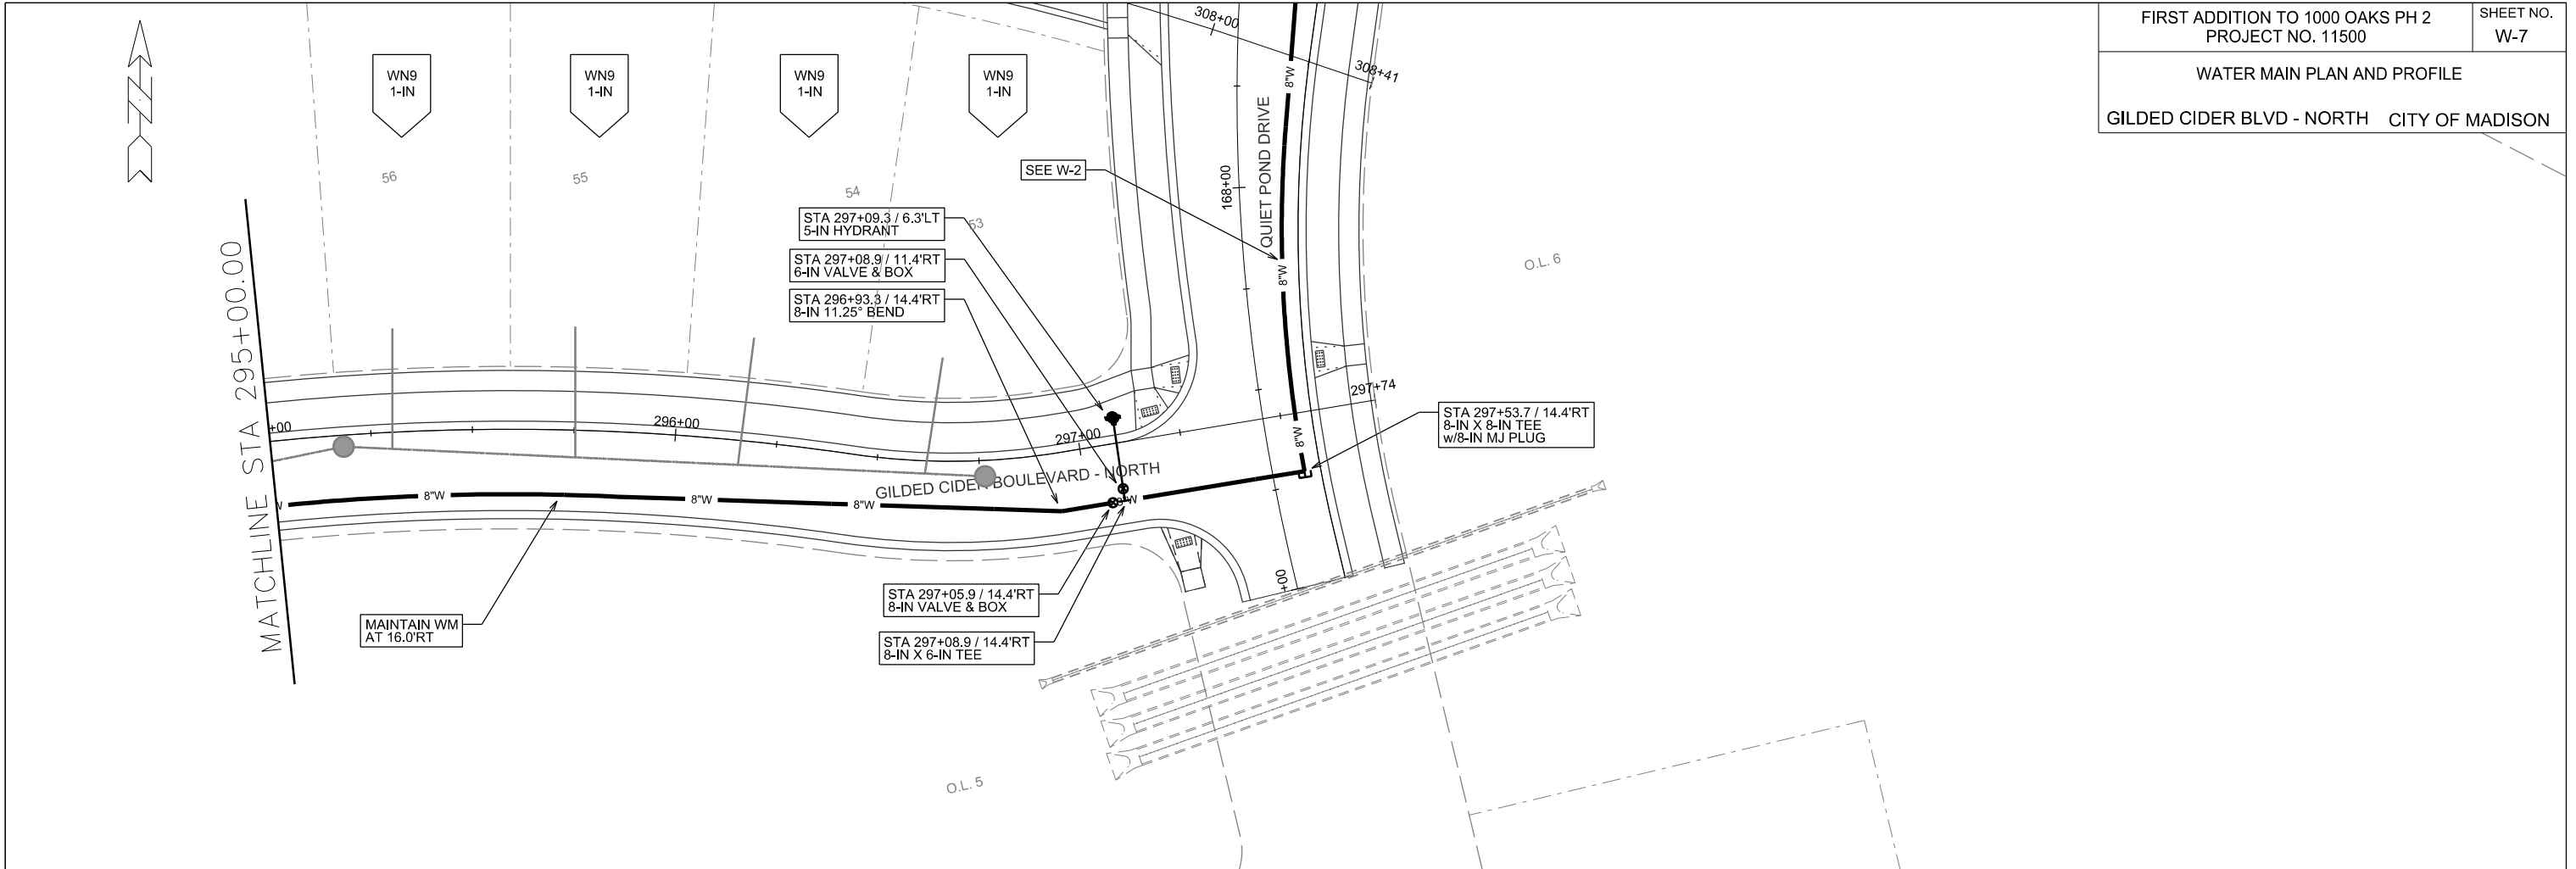 FIRST ADDITION TO 1000 OAKS PH 2
PROJECT NO. 11500
SHEET NO.
W-7
WATER MAIN PLAN AND PROFILE
GILDED CIDER BLVD - NORTH
CITY OF MADISON
308+00
308+41
WN9
1-IN
WN9
1-IN
WN9
1-IN
WN9
1-IN
56
55
54
53
8"W
QUIET POND DRIVE
168+00
SEE W-2
8"W
O.L. 6
STA 297+09.3 / 6.3'LT
5-IN HYDRANT
STA 297+08.9 / 11.4'RT
6-IN VALVE & BOX
STA 296+93.3 / 14.4'RT
8-IN 11.25° BEND
MATCHLINE STA 295+00.00
+00
296+00
297+00
297+74
STA 297+53.7 / 14.4'RT
8-IN X 8-IN TEE
w/8-IN MJ PLUG
8"W
GILDED CIDER BOULEVARD - NORTH
W
8"W
8"W
8"W
8"W
STA 297+05.9 / 14.4'RT
8-IN VALVE & BOX
+00
MAINTAIN WM
AT 16.0'RT
STA 297+08.9 / 14.4'RT
8-IN X 6-IN TEE
O.L. 5